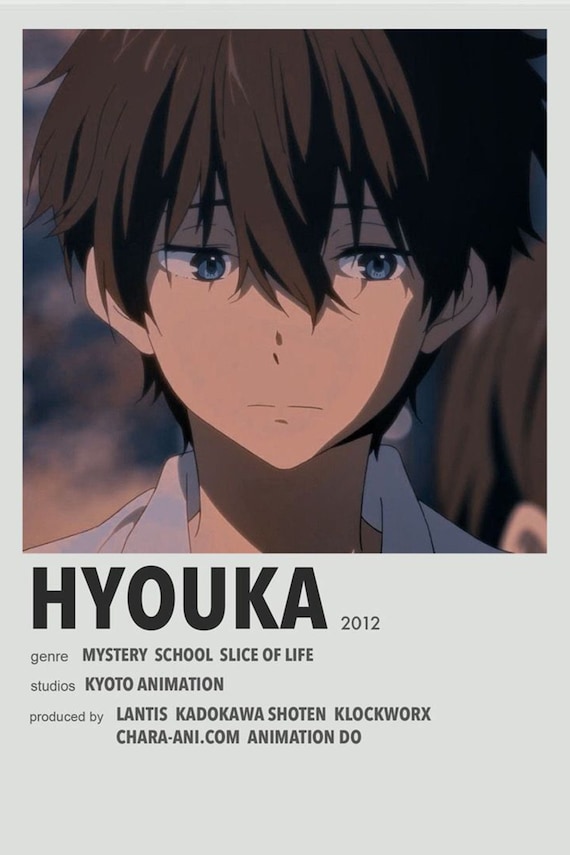 HYOUKA 2012
genre MYSTERY SCHOOL SLICE OF LIFE
studios KYOTO ANIMATION
produced by LANTIS KADOKAWA SHOTEN KLOCKWORX
CHARA-ANI.COM ANIMATION DO